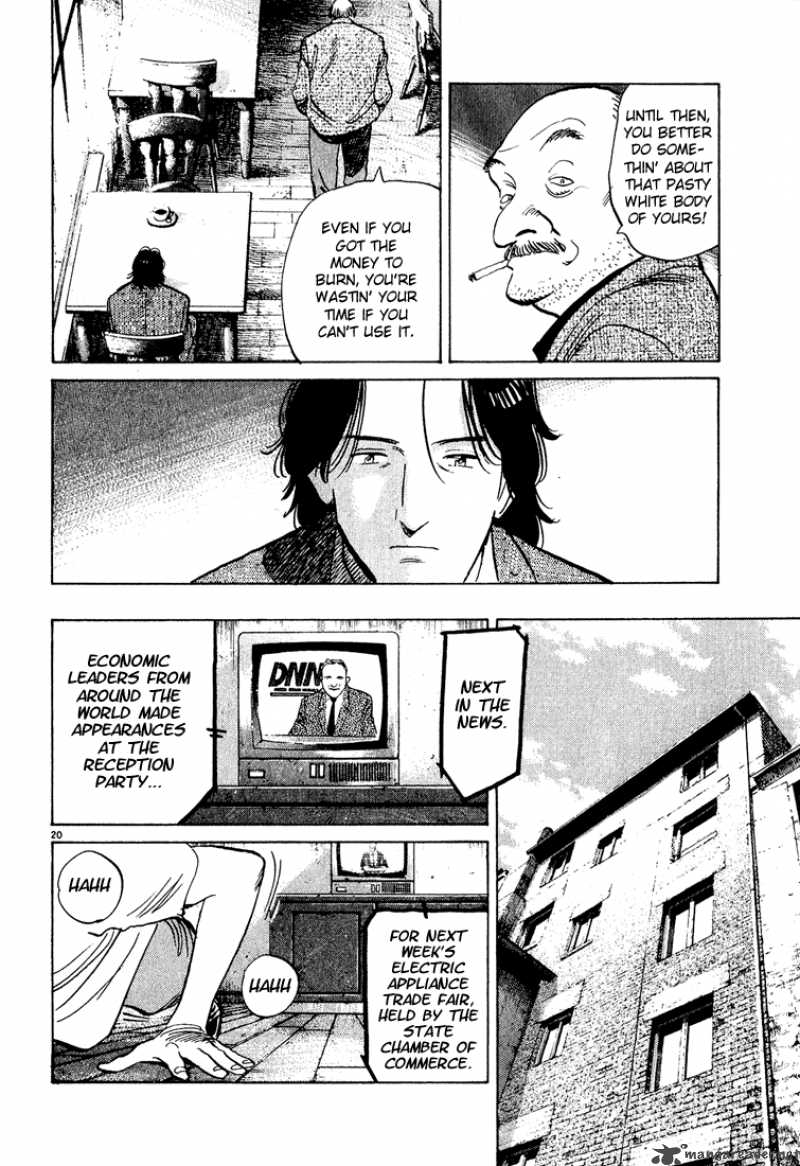 UNTIL THEN,
YOU BETTER
DO SOME-
THIN' ABOUT
THAT PASTY
WHITE BODY
OF YOURS!
EVEN IF YOU
GOT THE
MONEY TO
BURN, YOU'RE
WASTIN' YOUR
TIME IF YOU
CAN'T USE IT.
NEXT
IN THE
NEWS.
DNN
ECONOMIC
LEADERS FROM
AROUND THE
WORLD MADE
APPEARANCES
AT THE
RECEPTION
PARTY...
20
HAHH
HAHH
FOR NEXT
WEEK'S
ELECTRIC
APPLIANCE
TRADE FAIR,
HELD BY THE
STATE
CHAMBER OF
COMMERCE.
mangareader.net